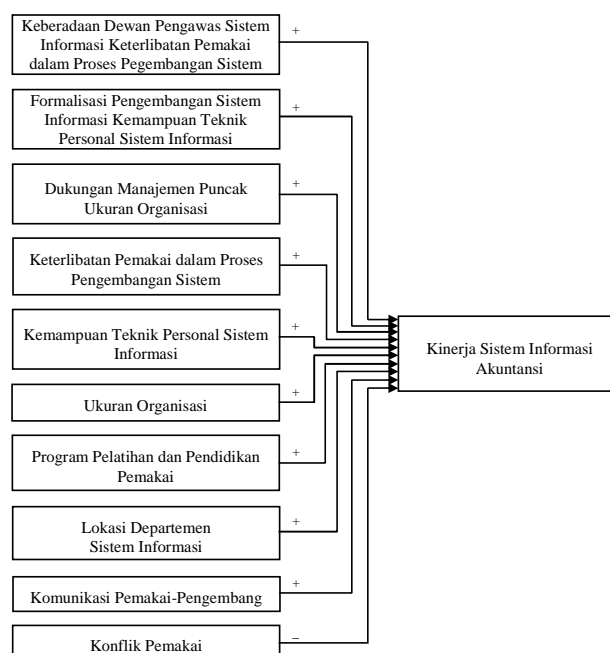 Keberadaan Dewan Pengawas Sistem
Informasi Keterlibatan Pemakai
dalam Proses Pegembangan Sistem
+
Formalisasi Pengembangan Sistem
Informasi Kemampuan Teknik
Personal Sistem Informasi
+
Dukungan Manajemen Puncak
Ukuran Organisasi
+
Keterlibatan Pemakai dalam Proses
Pengembangan Sistem
+
Kemampuan Teknik Personal Sistem
Informasi
+
Ukuran Organisasi
+
Program Pelatihan dan Pendidikan
Pemakai
+
Lokasi Departemen
Sistem Informasi
+
Komunikasi Pemakai-Pengembang
+
Konflik Pemakai
–
Kinerja Sistem Informasi
Akuntansi